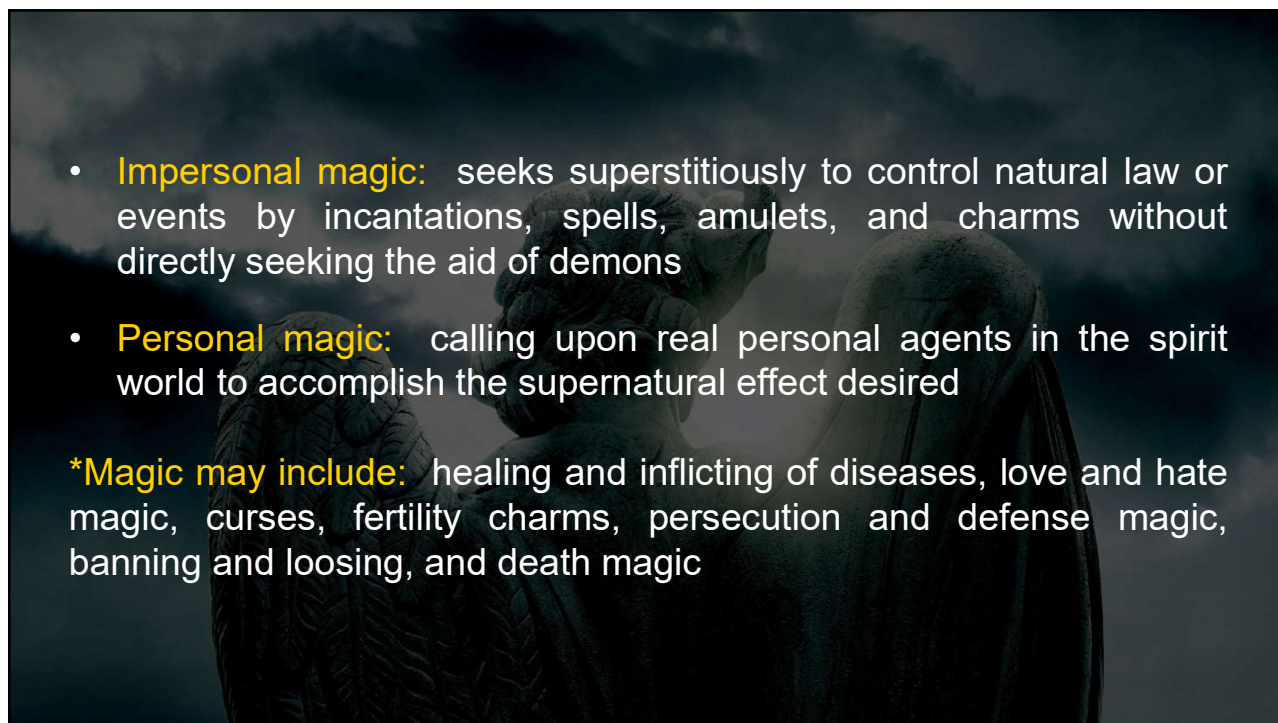 • Impersonal magic: seeks superstitiously to control natural law or
events by incantations, spells, amulets, and charms without
directly seeking the aid of demons
• Personal magic: calling upon real personal agents in the spirit
world to accomplish the supernatural effect desired
*Magic may include: healing and inflicting of diseases, love and hate
magic, curses, fertility charms, persecution and defense magic,
banning and loosing, and death magic